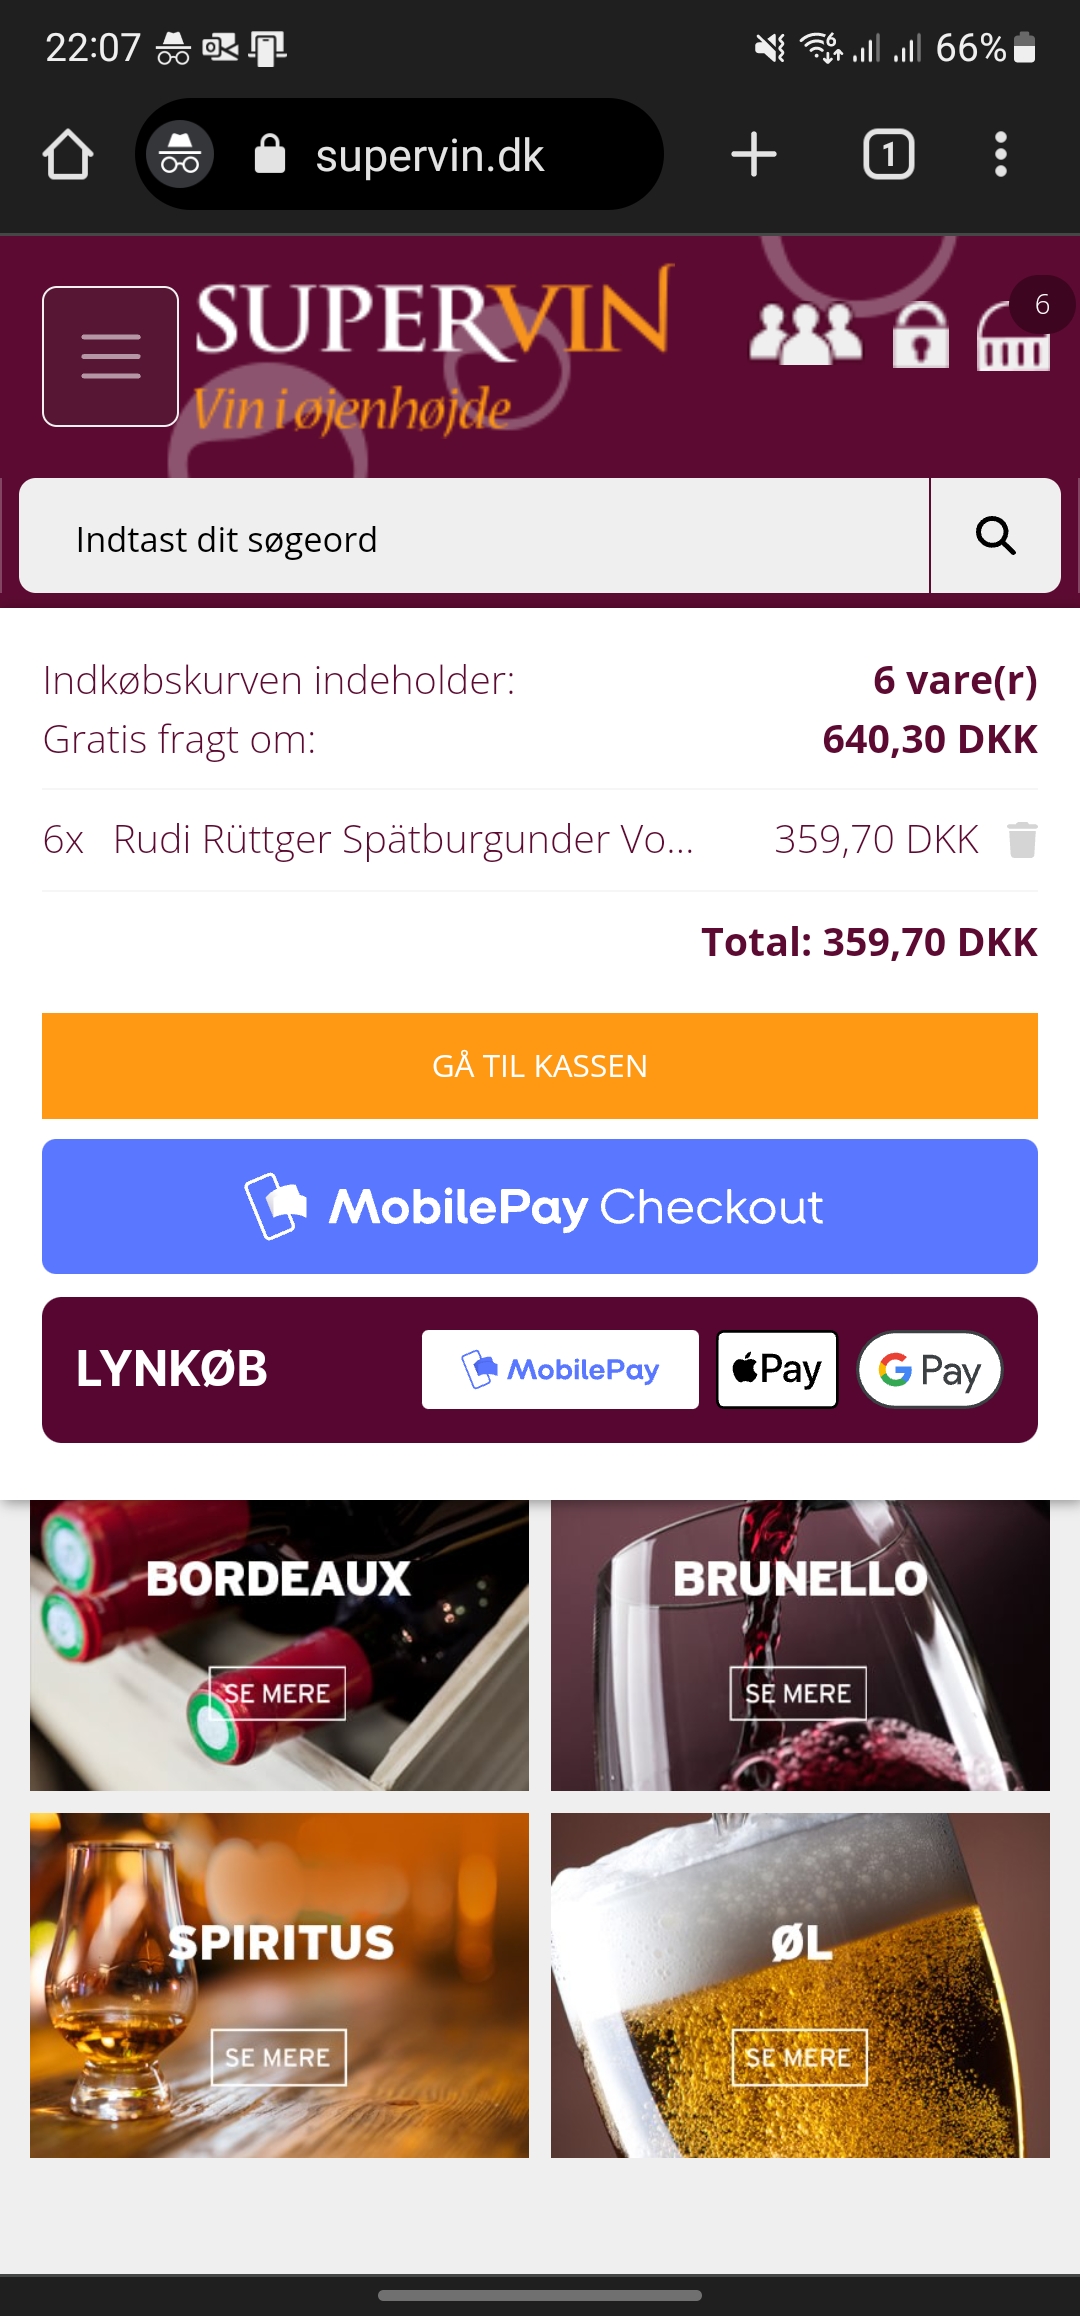 22:07
66%
supervin.dk
1
SUPERVIN
6
Vin i øjenhøjde
Indtast dit søgeord
Indkøbskurven indeholder: 6 vare(r)
Gratis fragt om: 640,30 DKK
6x Rudi Rüttger Spätburgunder Vo... 359,70 DKK
Total: 359,70 DKK
GÅ TIL KASSEN
MobilePay Checkout
LYNKØB MobilePay Pay G Pay
BORDEAUX BRUNELLO
SE MERE SE MERE
SPIRITUS ØL
SE MERE SE MERE